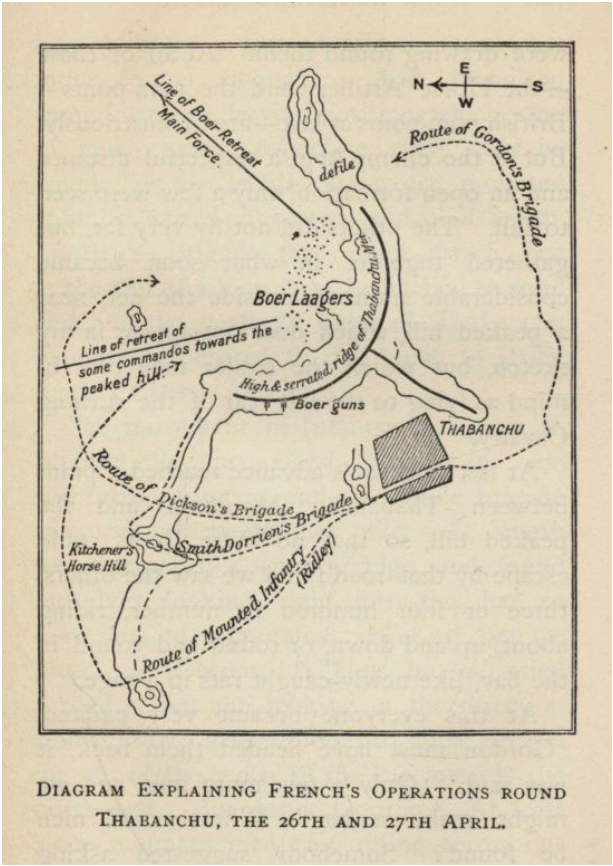 E
N S
W
Line of Boer Retreat
Main Force.
defile
Route of Gordon's Brigade
Boer Laagers
High & serrated ridge of Thabanchu Mt.
Line of retreat of
some commandos towards the
peaked hill
Boer guns
THABANCHU
Route of Dickson's Brigade
Smith Dorrien's Brigade
Kitchener's
Horse Hill
Route of Mounted Infantry
(Ridley)
DIAGRAM EXPLAINING FRENCH'S OPERATIONS ROUND
THABANCHU, THE 26TH AND 27TH APRIL.